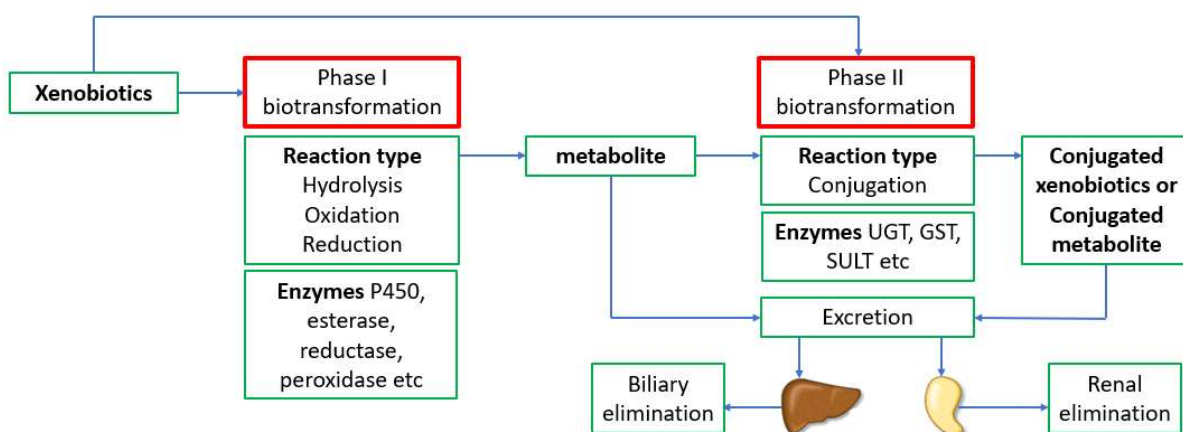 Xenobiotics
Phase I
biotransformation
Reaction type
Hydrolysis
Oxidation
Reduction
Enzymes P450,
esterase,
reductase,
peroxidase etc
metabolite
Phase II
biotransformation
Reaction type
Conjugation
Enzymes UGT, GST,
SULT etc
Conjugated
xenobiotics or
Conjugated
metabolite
Excretion
Biliary
elimination
Renal
elimination